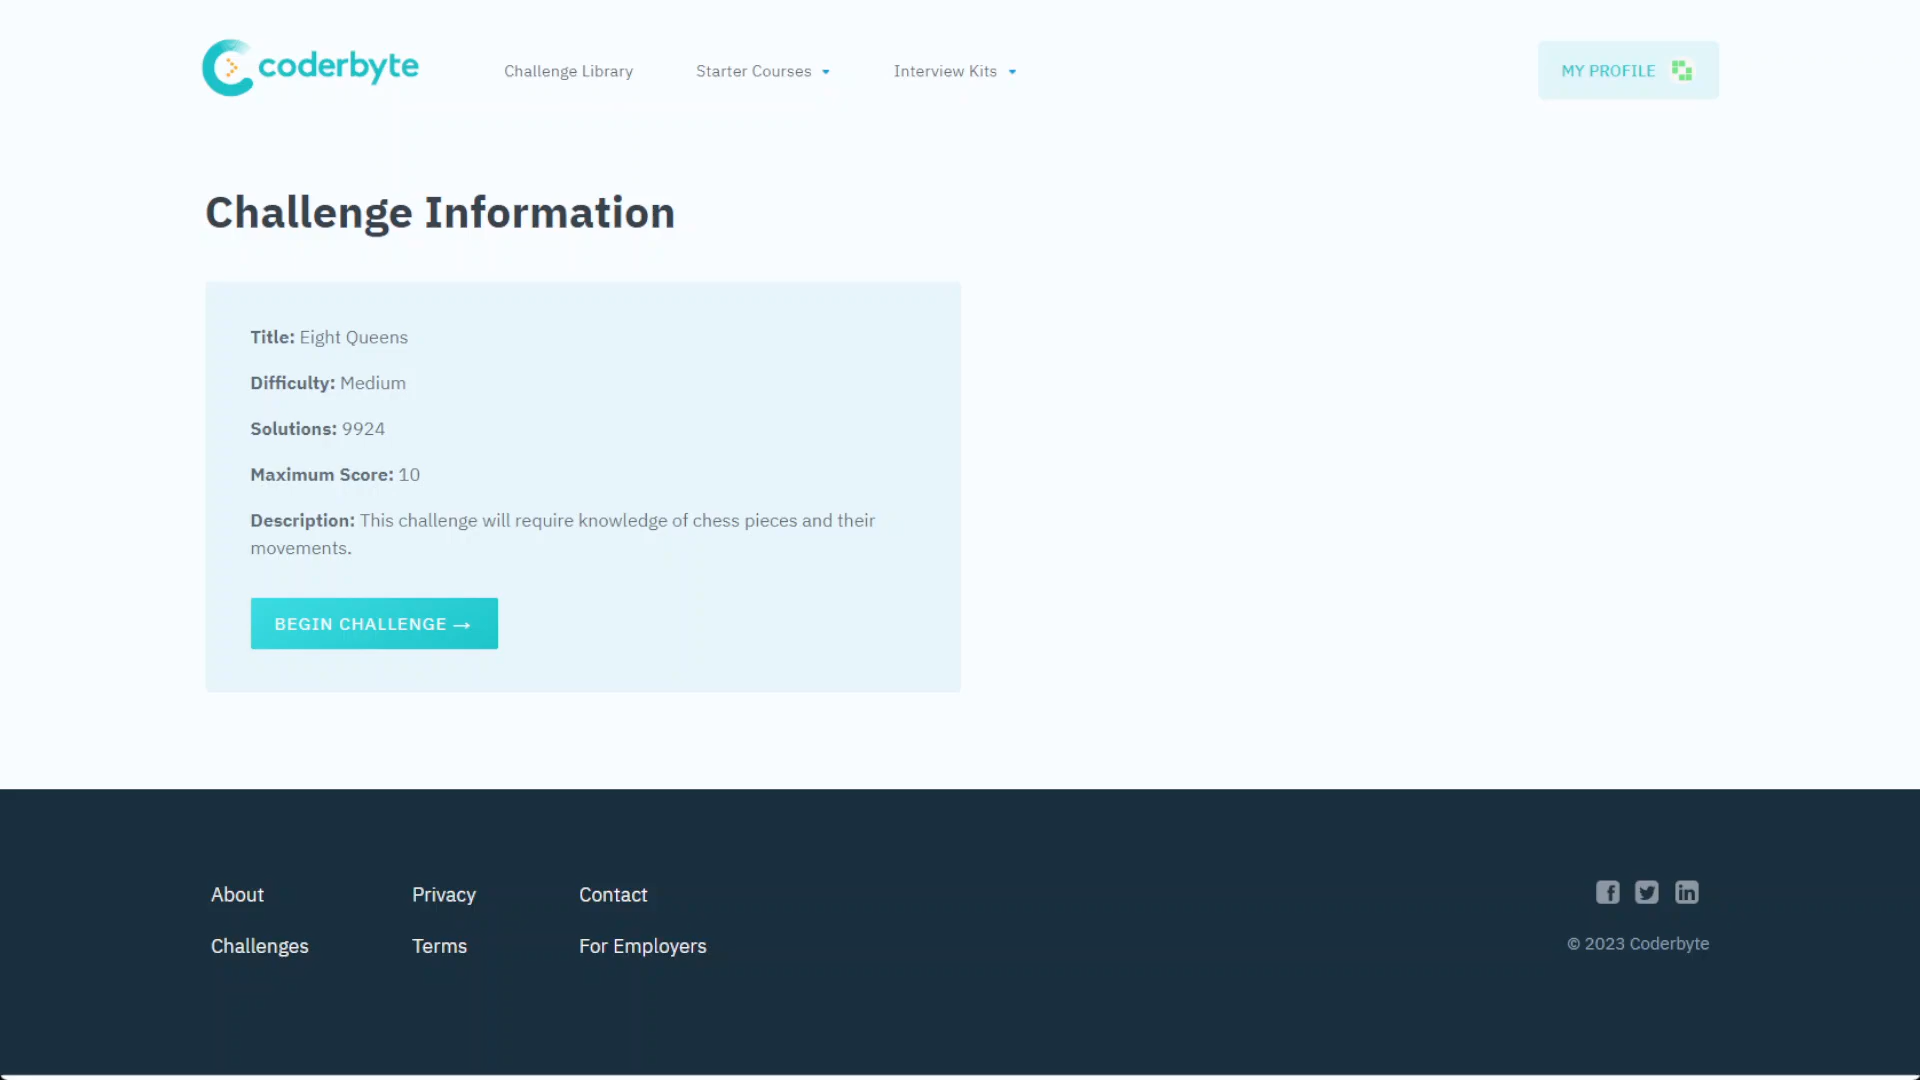 coderbyte
Challenge Library
Starter Courses
Interview Kits
MY PROFILE
Challenge Information
Title: Eight Queens
Difficulty: Medium
Solutions: 9924
Maximum Score: 10
Description: This challenge will require knowledge of chess pieces and their
movements.
BEGIN CHALLENGE →
About
Privacy
Contact
Challenges
Terms
For Employers
© 2023 Coderbyte